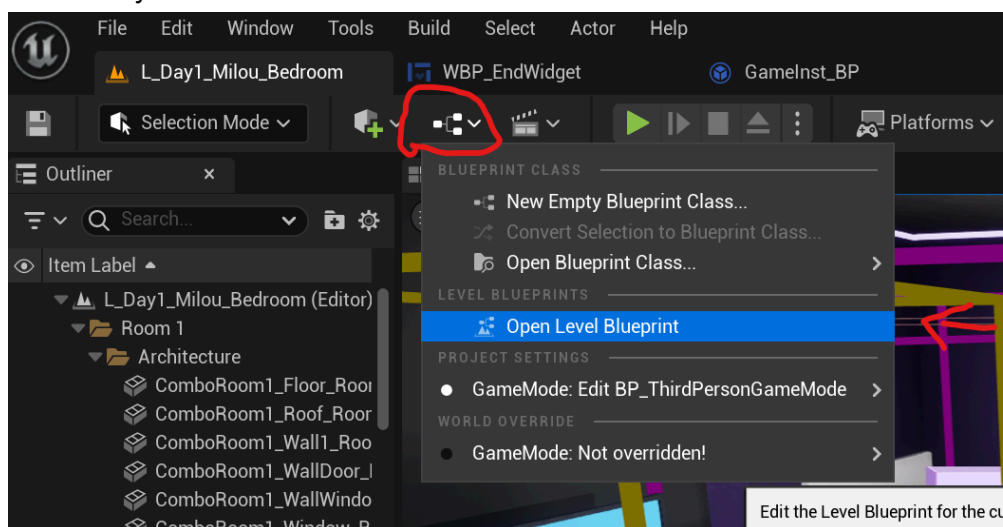 File Edit Window Tools Build Select Actor Help
L_Day1_Milou_Bedroom WBP_EndWidget GameInst_BP
Selection Mode Platforms
Outliner
Search...
Item Label
L_Day1_Milou_Bedroom (Editor)
Room 1
Architecture
ComboRoom1_Floor_Roor
ComboRoom1_Roof_Roor
ComboRoom1_Wall1_Roo
ComboRoom1_WallDoor_
ComboRoom1_WallWindo
BLUEPRINT CLASS
New Empty Blueprint Class...
Convert Selection to Blueprint Class...
Open Blueprint Class...
LEVEL BLUEPRINTS
Open Level Blueprint
PROJECT SETTINGS
GameMode: Edit BP_ThirdPersonGameMode
WORLD OVERRIDE
GameMode: Not overridden!
Edit the Level Blueprint for the